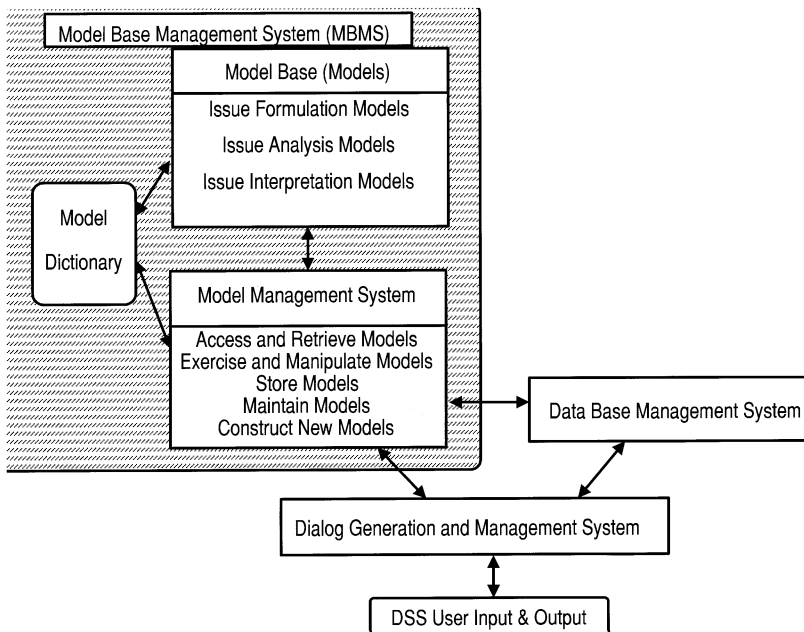 Model Base Management System (MBMS)
Model Base (Models)
Issue Formulation Models
Issue Analysis Models
Issue Interpretation Models
Model
Dictionary
Model Management System
Access and Retrieve Models
Exercise and Manipulate Models
Store Models
Maintain Models
Construct New Models
Data Base Management System
Dialog Generation and Management System
DSS User Input & Output